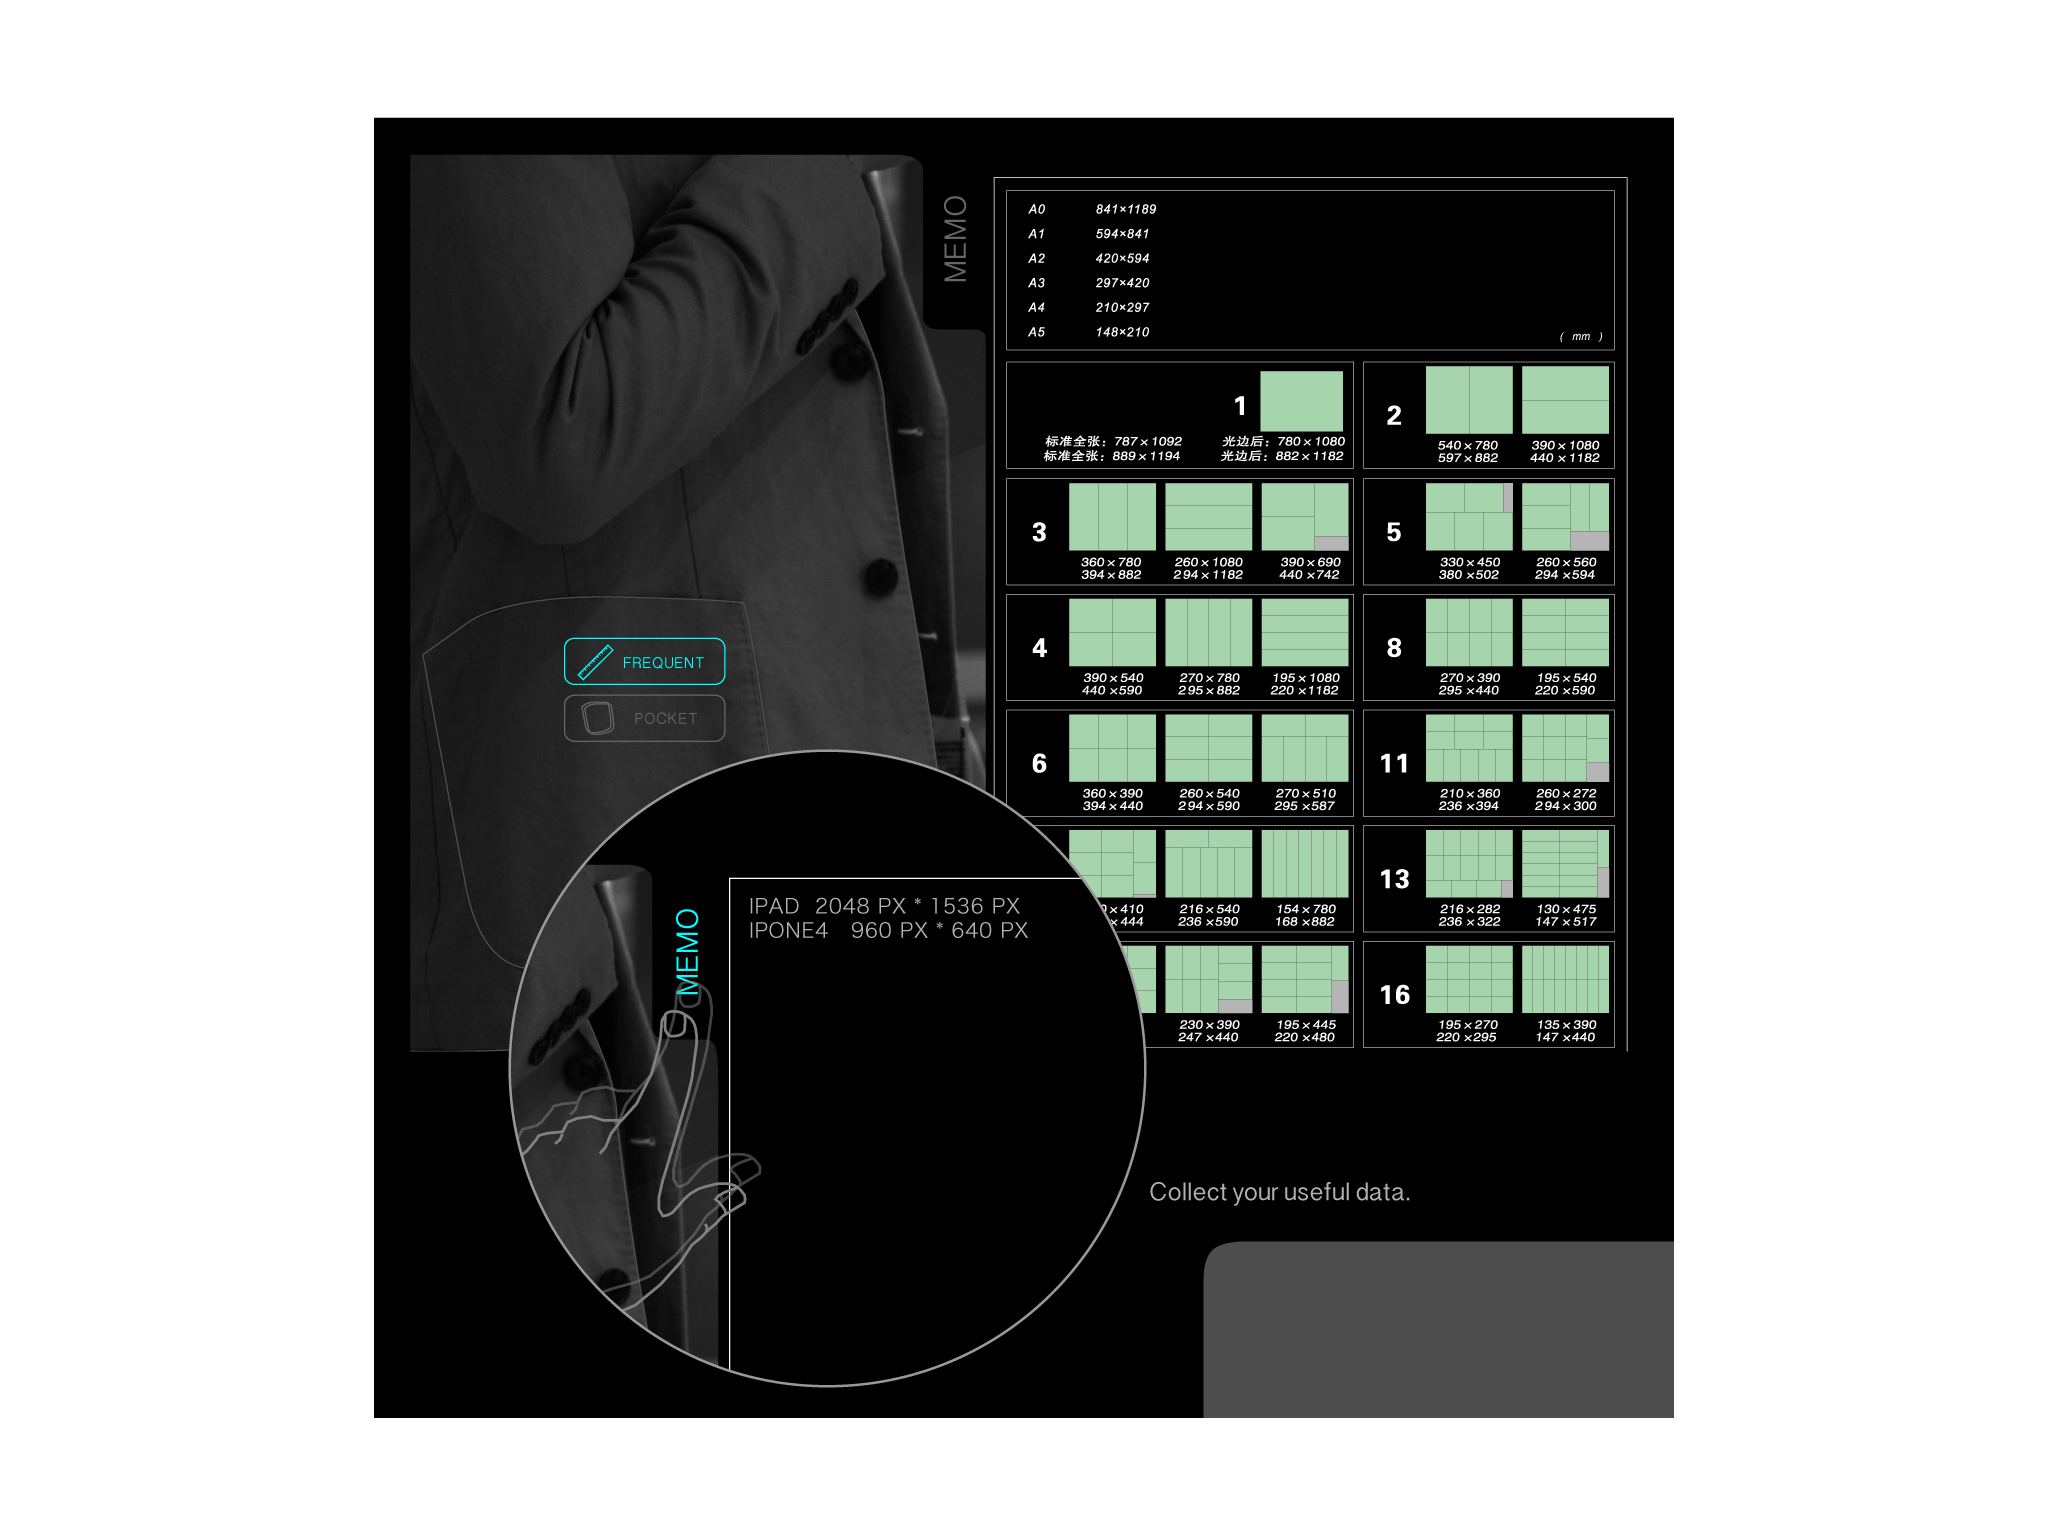 MEMO
A0 841×1189
A1 594×841
A2 420×594
A3 297×420
A4 210×297
A5 148×210
( mm )
1
标准全张：787×1092 光边后：780×1080
标准全张：889×1194 光边后：882×1182
2
540×780 390×1080
597×882 440×1182
3
360×780 260×1080 390×690
394×882 294×1182 440×742
5
330×450 260×560
380×502 294×594
4
390×540 270×780 195×1080
440×590 295×882 220×1182
8
270×390 195×540
295×440 220×590
6
360×390 260×540 270×510
394×440 294×590 295×587
11
210×360 260×272
236×394 294×300
×410 216×540 154×780
×444 236×590 168×882
13
216×282 130×475
236×322 147×517
230×390 195×445
247×440 220×480
16
195×270 135×390
220×295 147×440
FREQUENT
POCKET
MEMO
IPAD 2048 PX * 1536 PX
IPONE4 960 PX * 640 PX
Collect your useful data.